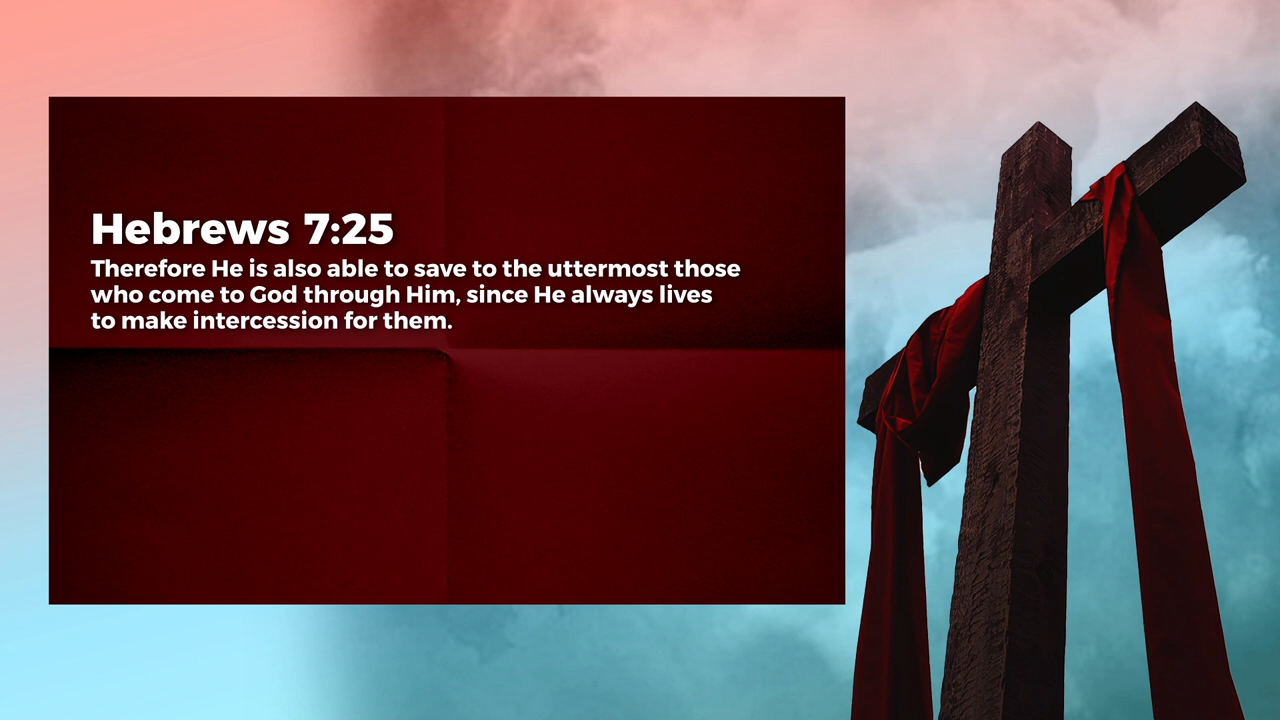 Hebrews 7:25
Therefore He is also able to save to the uttermost those
who come to God through Him, since He always lives
to make intercession for them.